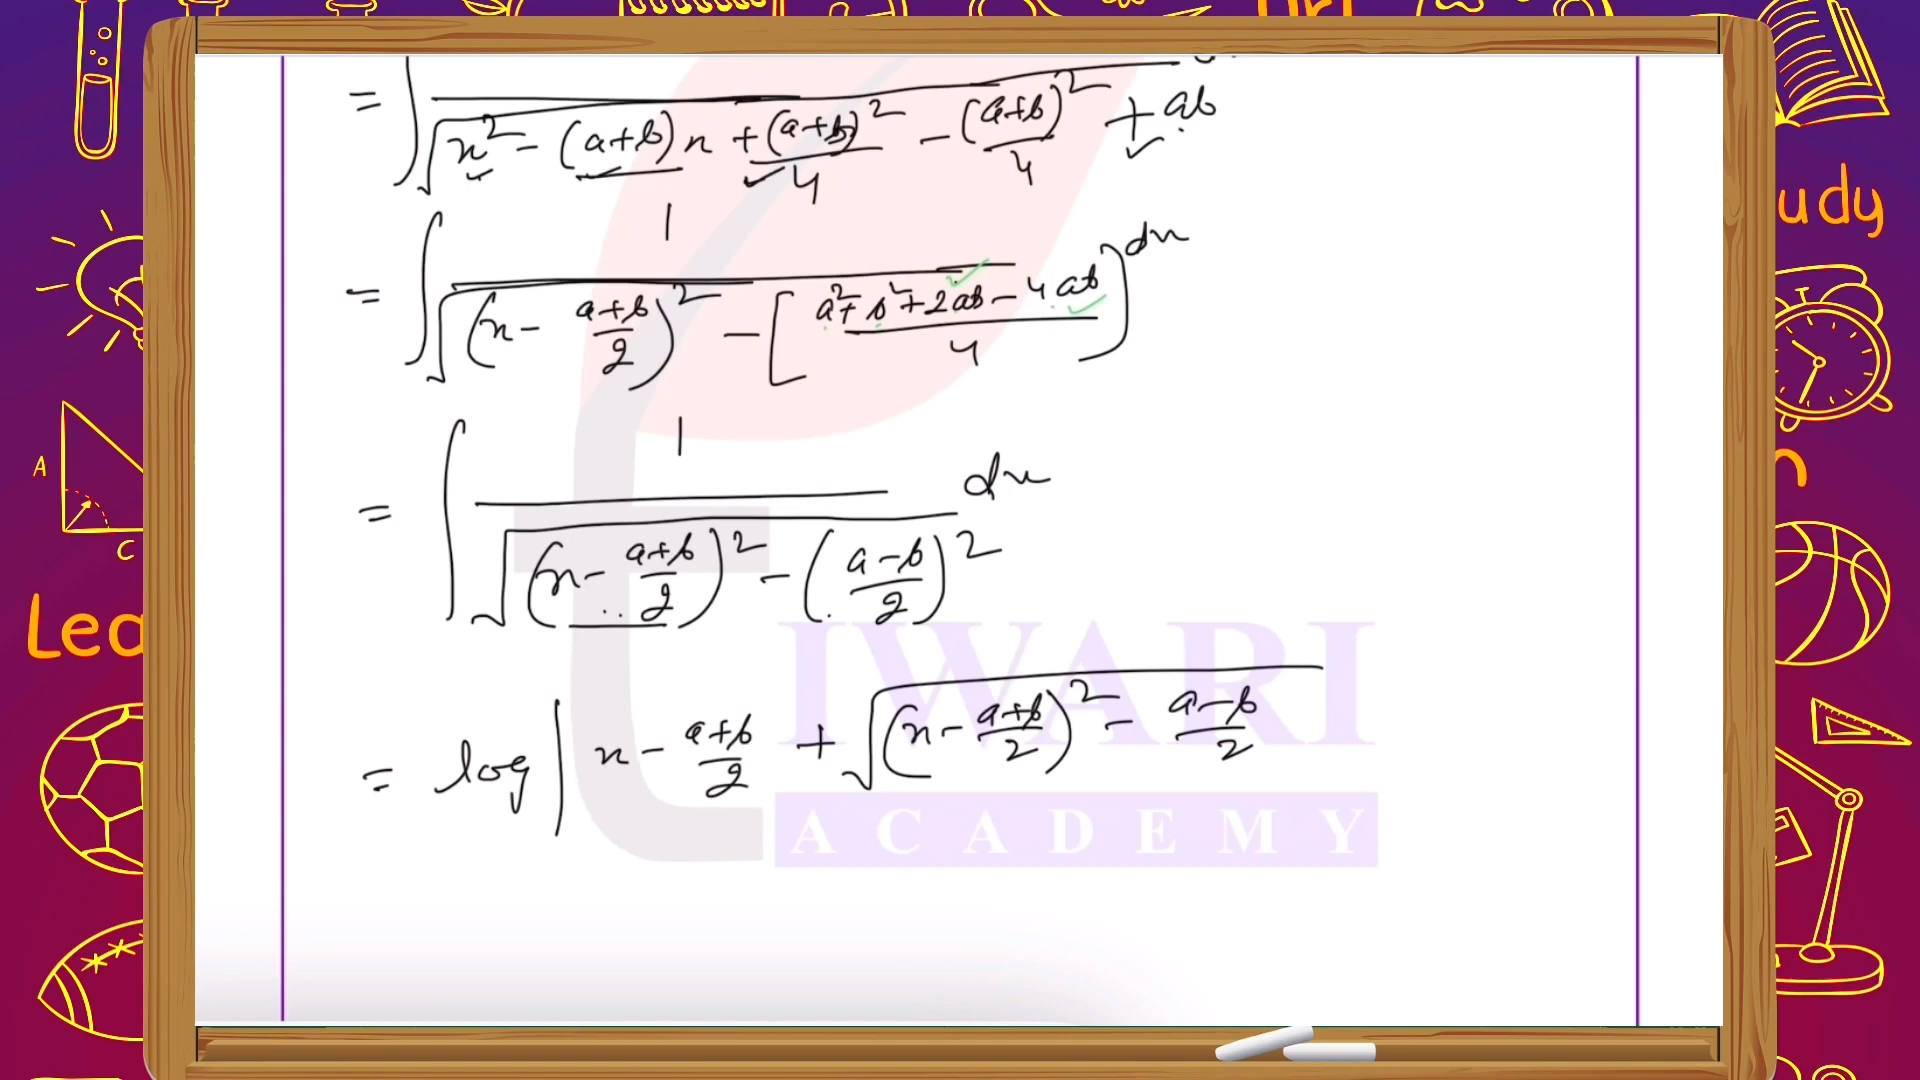 = ∫ 1/√(x² - (a+b)x + (a+b)²/4 - (a+b)²/4 + ab)
= ∫ 1/√((x - (a+b)/2)² - [(a²+b²+2ab-4ab)/4]) dx
= ∫ 1/√((x - (a+b)/2)² - ((a-b)/2)²) dx
= log | x - (a+b)/2 + √((x - (a+b)/2)² - (a-b)/2
IWARI
ACADEMY
udy
A
C
Lea
n